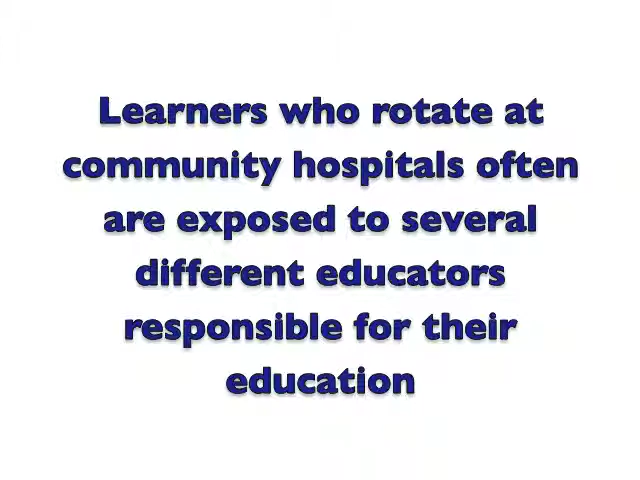 Learners who rotate at
community hospitals often
are exposed to several
different educators
responsible for their
education